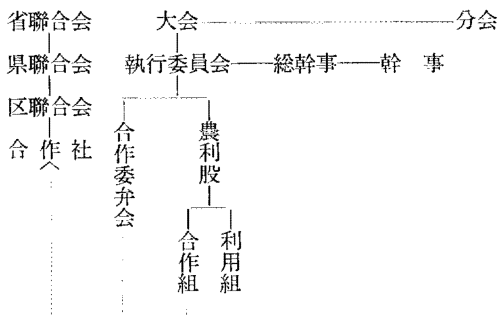 省聯合会 大会 分会
県聯合会 執行委員会 総幹事 幹事
区聯合会
合作社
合作委弁会
農利股
合作組
利用組